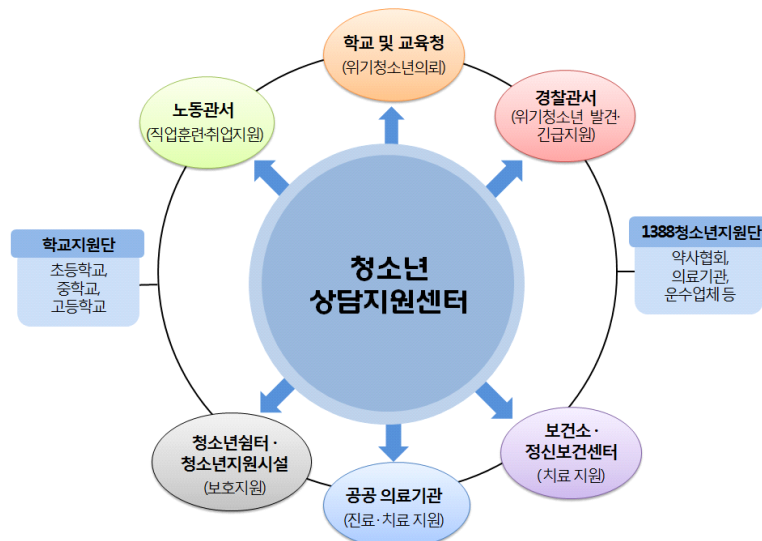 학교 및 교육청
(위기청소년의뢰)
노동관서
(직업훈련·취업지원)
경찰관서
(위기청소년 발견·
긴급지원)
학교지원단
초등학교,
중학교,
고등학교
청소년
상담지원센터
1388청소년지원단
약사협회,
의료기관,
운수업체 등
청소년쉼터·
청소년지원시설
(보호지원)
공공 의료기관
(진료·치료 지원)
보건소·
정신보건센터
(치료 지원)